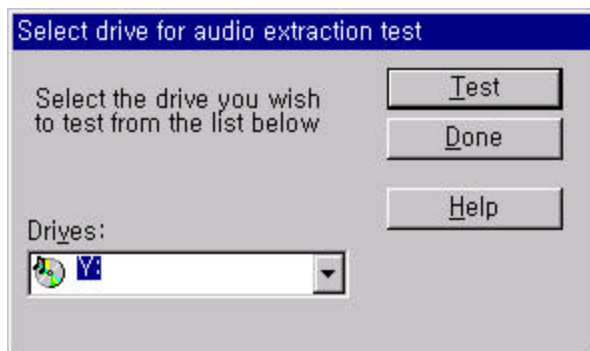 Select drive for audio extraction test
Select the drive you wish
to test from the list below
Test
Done
Help
Drives:
Y: